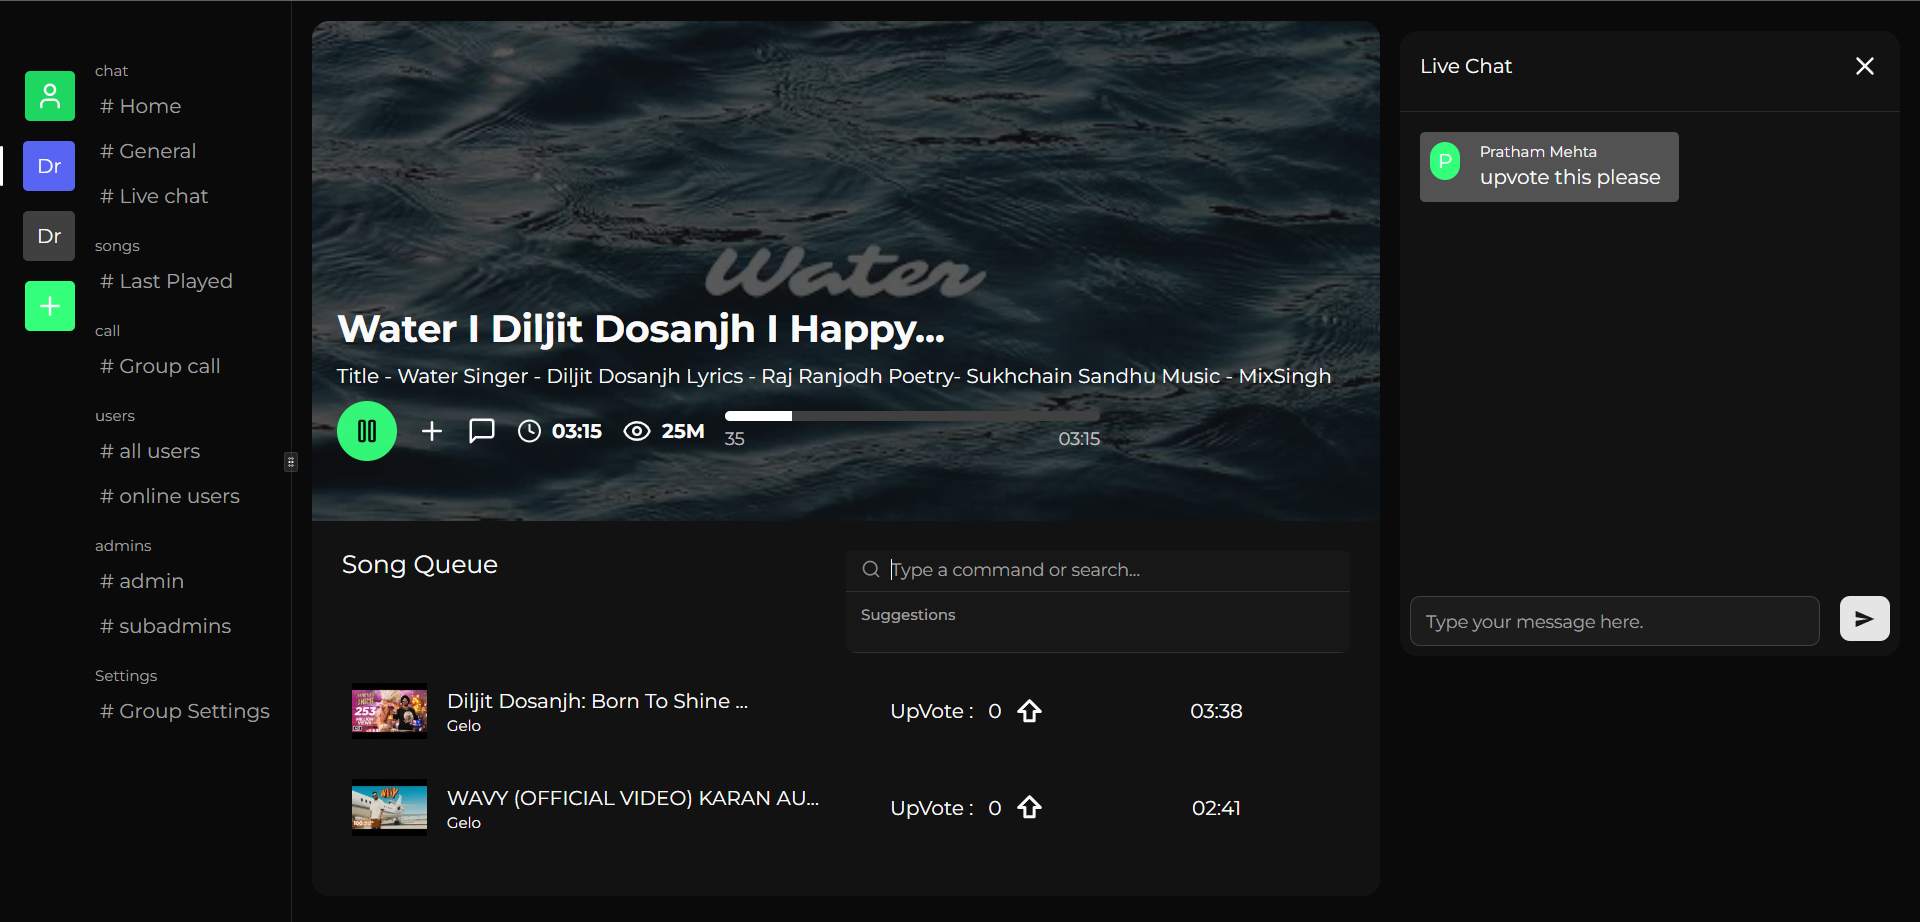 Dr
Dr
chat
# Home
# General
# Live chat
songs
# Last Played
call
# Group call
users
# all users
# online users
admins
# admin
# subadmins
Settings
# Group Settings
Water
Water I Diljit Dosanjh I Happy...
Title - Water Singer - Diljit Dosanjh Lyrics - Raj Ranjodh Poetry- Sukhchain Sandhu Music - MixSingh
03:15 25M
35 03:15
Song Queue
Type a command or search...
Suggestions
253
Diljit Dosanjh: Born To Shine ...
Gelo
UpVote : 0 03:38
WAVY
100
WAVY (OFFICIAL VIDEO) KARAN AU...
Gelo
UpVote : 0 02:41
Live Chat
P
Pratham Mehta
upvote this please
Type your message here.